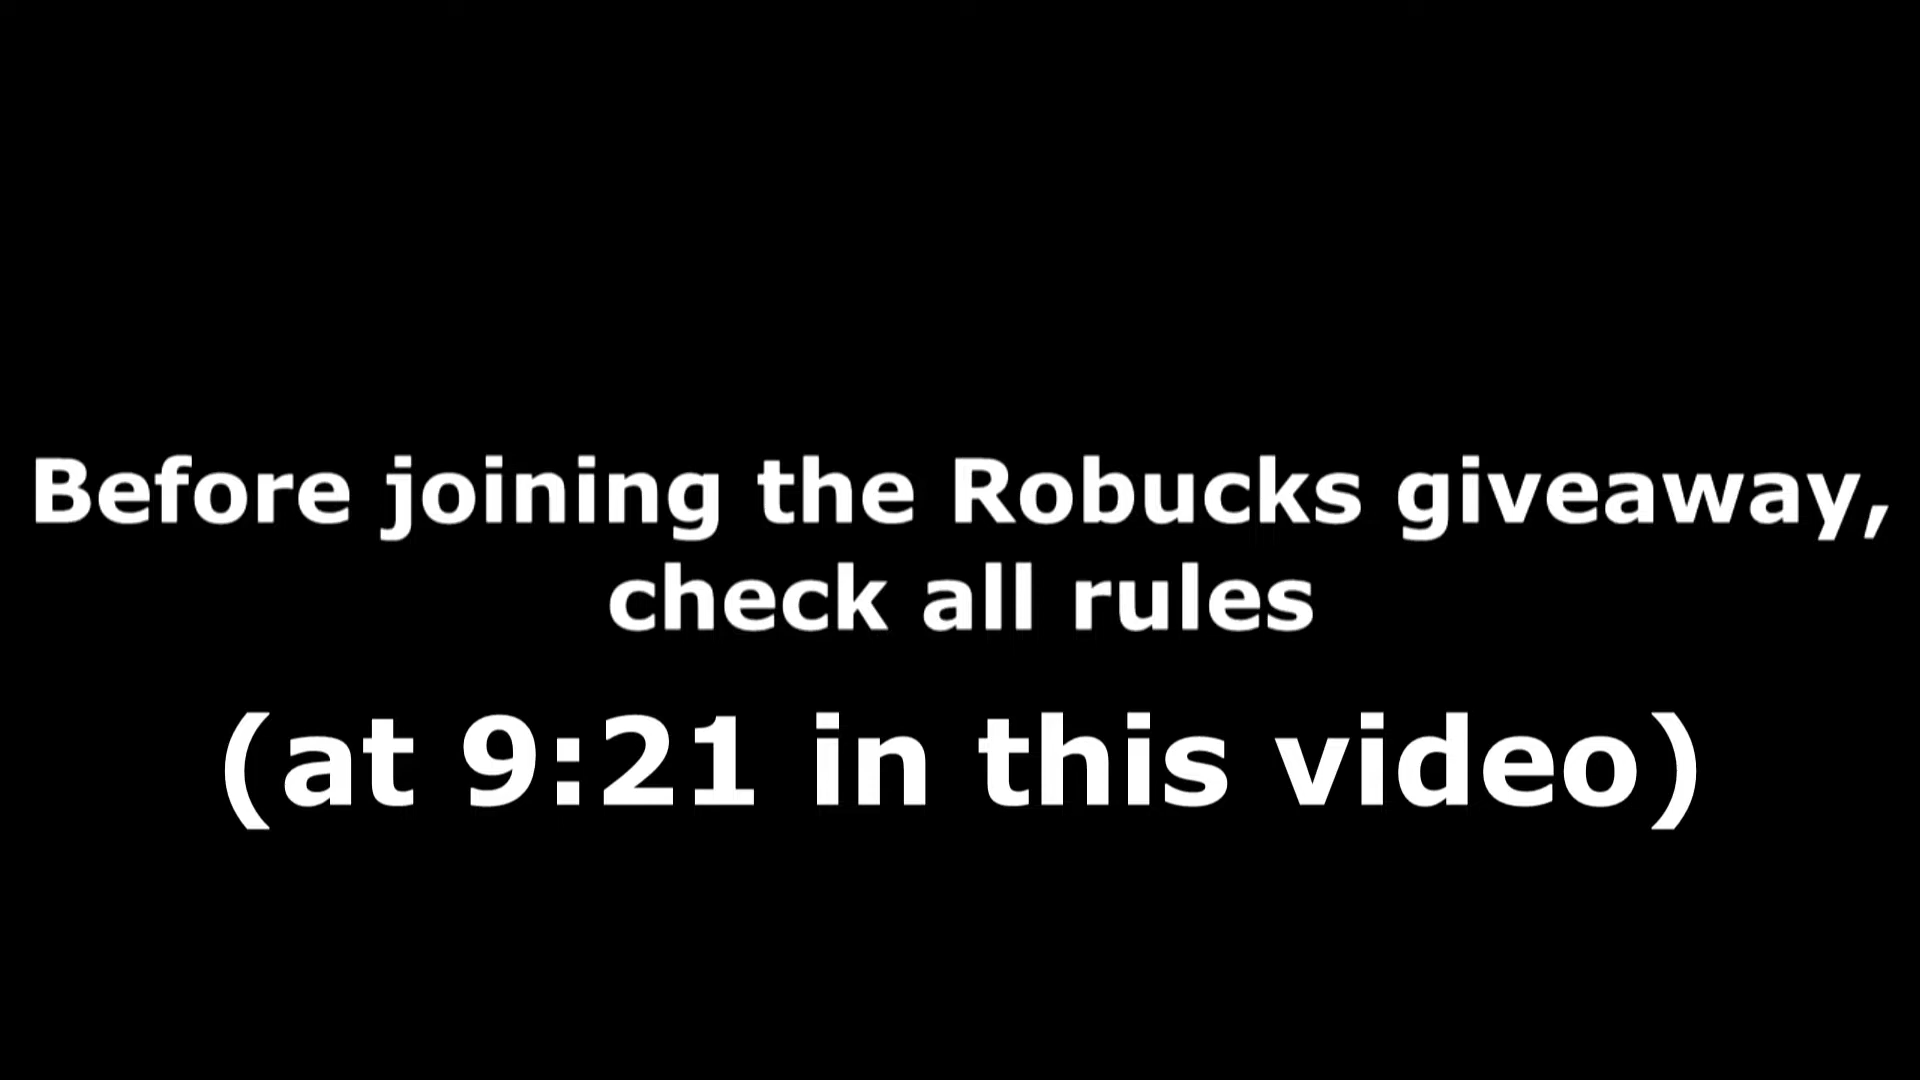 Before joining the Robucks giveaway,
check all rules
(at 9:21 in this video)